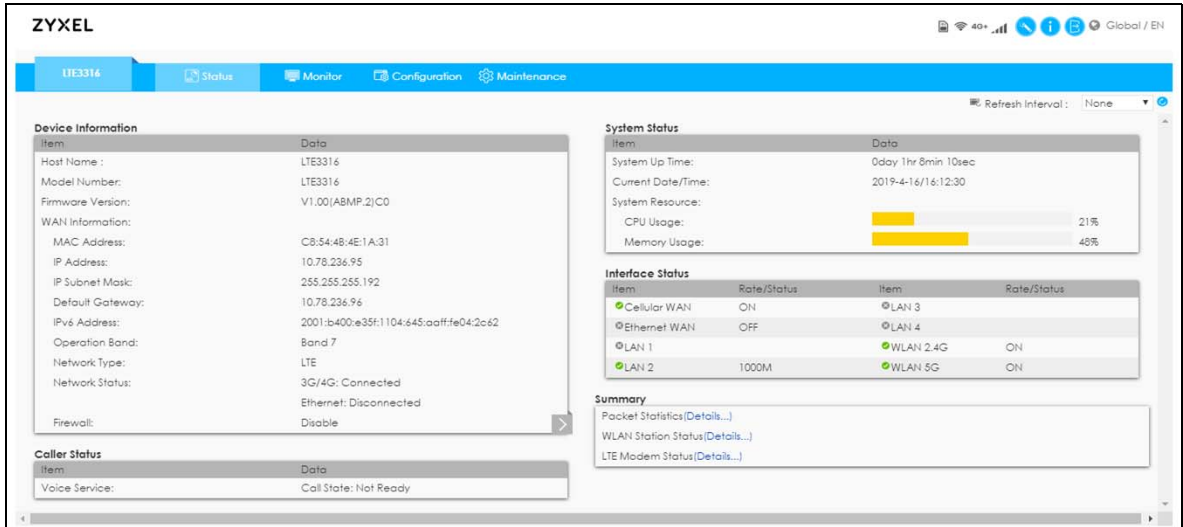 ZYXEL
4G+ Global / EN
LTE3316 Status Monitor Configuration Maintenance
Refresh Interval : None
Device Information
Item Data
Host Name : LTE3316
Model Number: LTE3316
Firmware Version: V1.00(ABMP.2)C0
WAN Information:
MAC Address: C8:54:4B:4E:1A:31
IP Address: 10.78.236.95
IP Subnet Mask: 255.255.255.192
Default Gateway: 10.78.236.96
IPv6 Address: 2001:b400:e35f:1104:645:aaff:fe04:2c62
Operation Band: Band 7
Network Type: LTE
Network Status: 3G/4G: Connected
Ethernet: Disconnected
Firewall: Disable
Caller Status
Item Data
Voice Service: Call State: Not Ready
System Status
Item Data
System Up Time: 0day 1hr 8min 10sec
Current Date/Time: 2019-4-16/16:12:30
System Resource:
CPU Usage: 21%
Memory Usage: 48%
Interface Status
Item Rate/Status Item Rate/Status
Cellular WAN ON LAN 3
Ethernet WAN OFF LAN 4
LAN 1 WLAN 2.4G ON
LAN 2 1000M WLAN 5G ON
Summary
Packet Statistics(Details...)
WLAN Station Status(Details...)
LTE Modem Status(Details...)